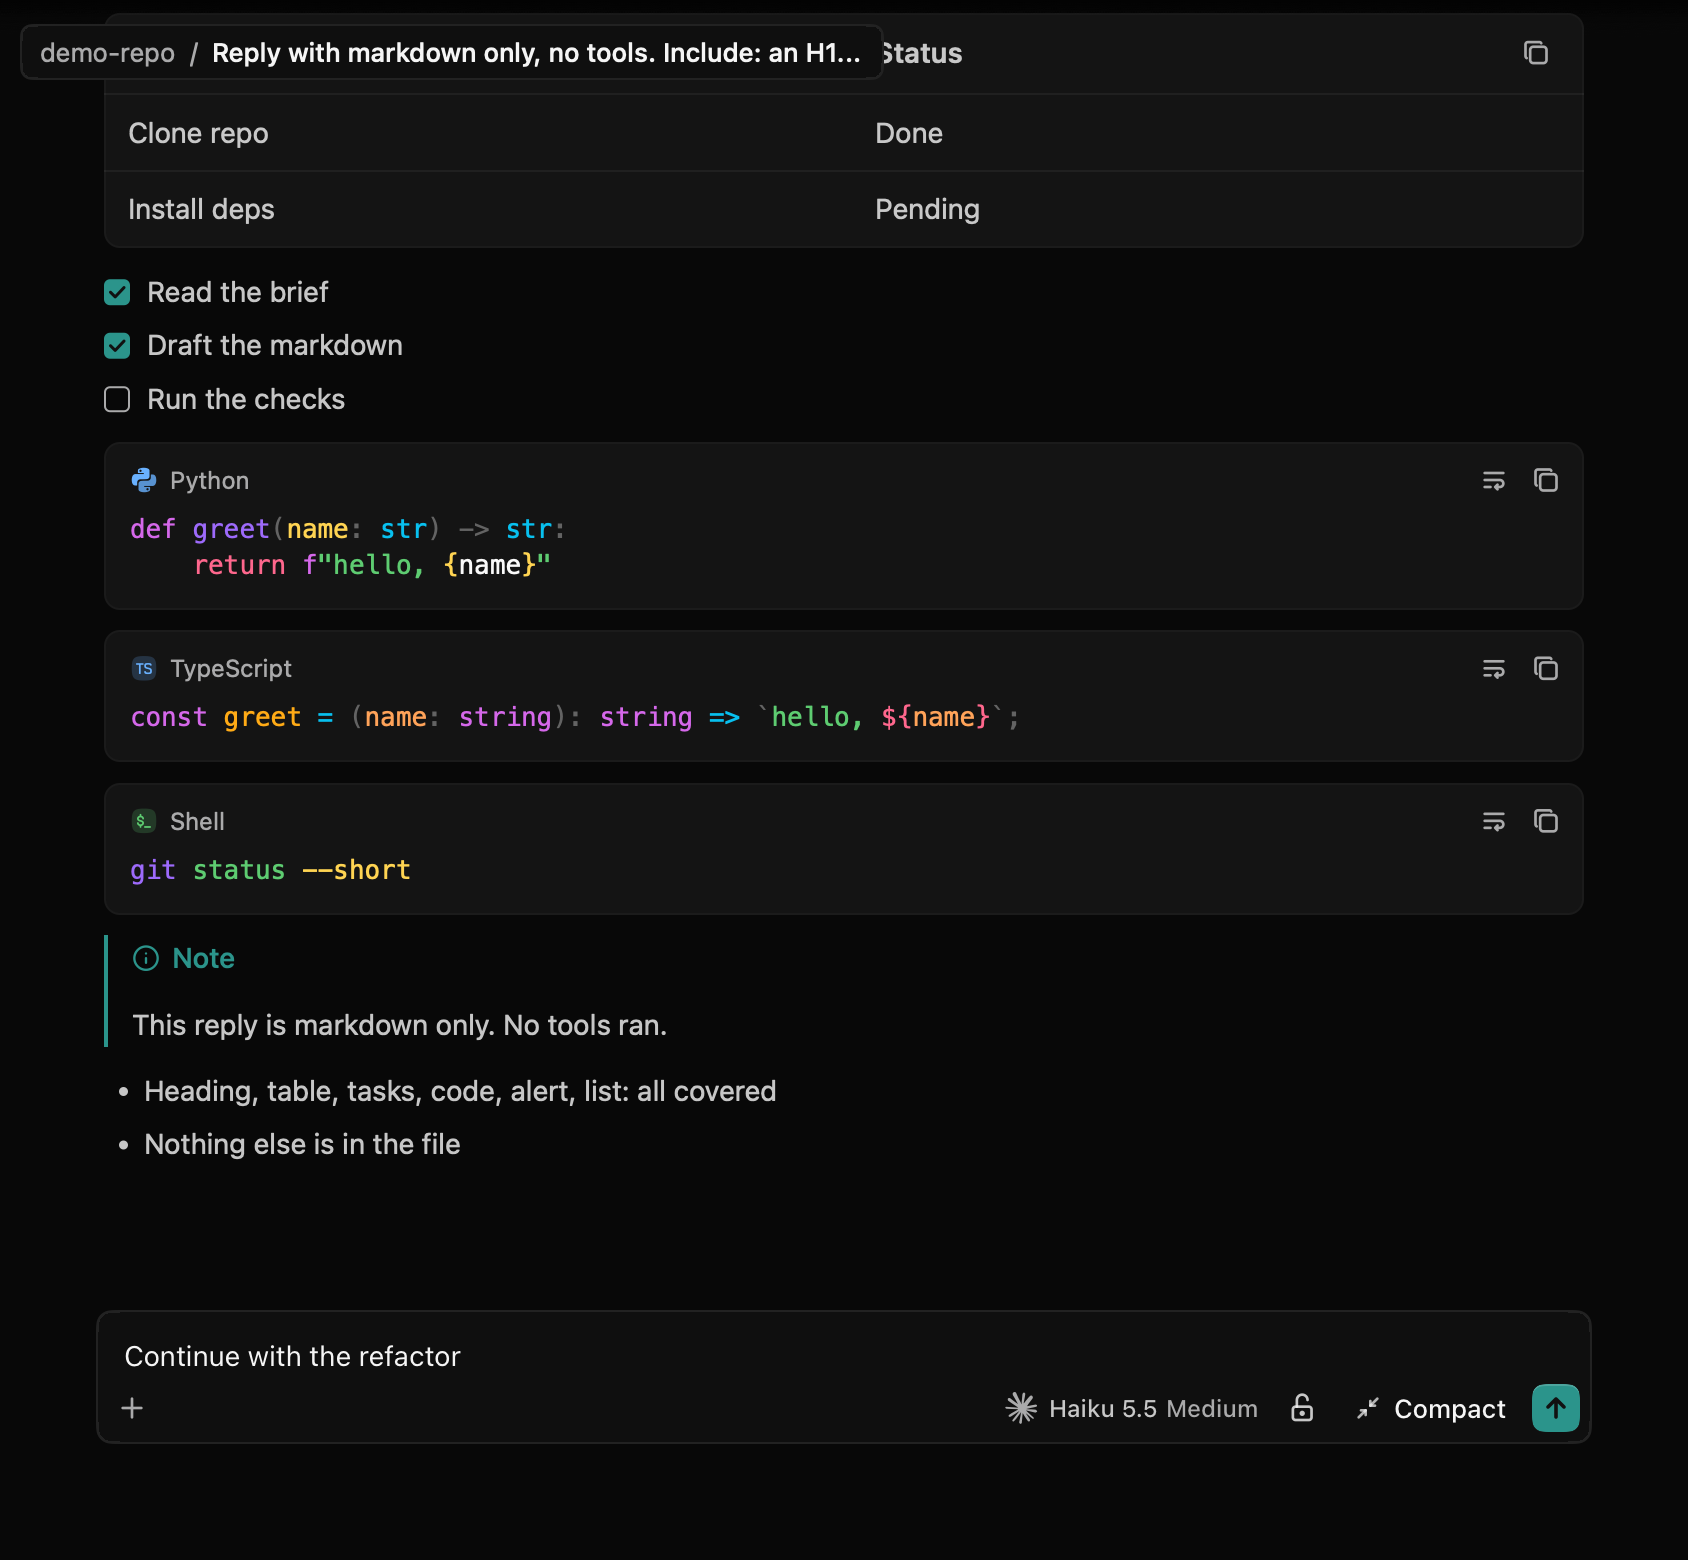 demo-repo / Reply with markdown only, no tools. Include: an H1...
Status
Clone repo Done
Install deps Pending
Read the brief
Draft the markdown
Run the checks
Python
def greet(name: str) -> str:
    return f"hello, {name}"
TS TypeScript
const greet = (name: string): string => `hello, ${name}`;
$_ Shell
git status --short
Note
This reply is markdown only. No tools ran.
• Heading, table, tasks, code, alert, list: all covered
• Nothing else is in the file
Continue with the refactor
Haiku 5.5 Medium Compact